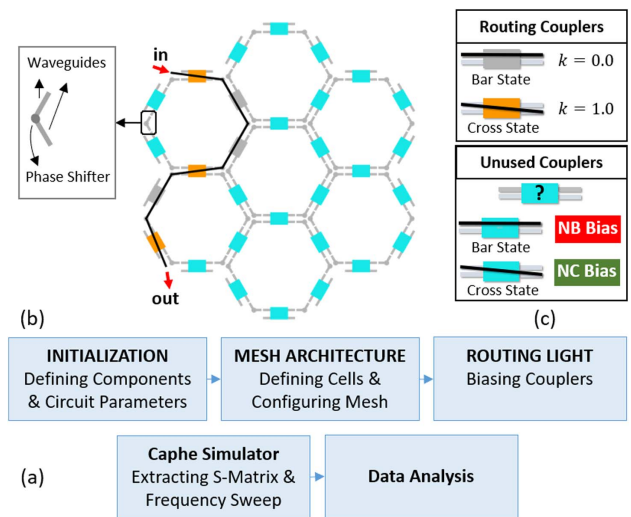 Waveguides
Phase Shifter
in
out
(b)
Routing Couplers
k = 0.0
Bar State
k = 1.0
Cross State
Unused Couplers
?
Bar State
NB Bias
Cross State
NC Bias
(c)
INITIALIZATION
Defining Components
& Circuit Parameters
MESH ARCHITECTURE
Defining Cells &
Configuring Mesh
ROUTING LIGHT
Biasing Couplers
(a)
Caphe Simulator
Extracting S-Matrix &
Frequency Sweep
Data Analysis